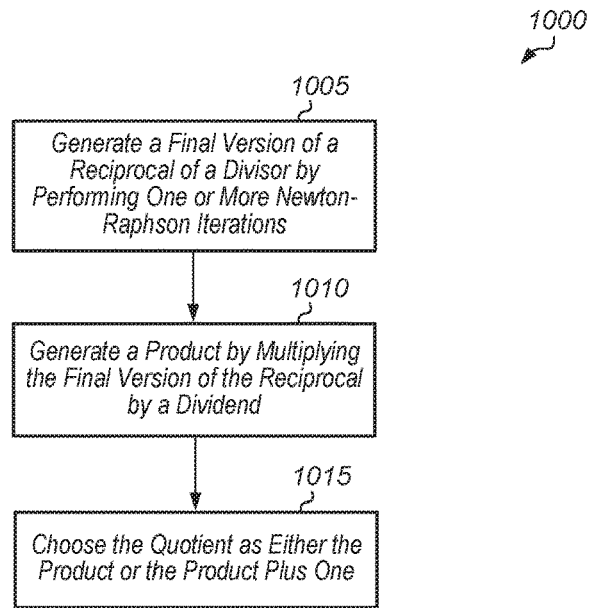 1000
1005
Generate a Final Version of a
Reciprocal of a Divisor by
Performing One or More Newton-
Raphson Iterations
1010
Generate a Product by Multiplying
the Final Version of the Reciprocal
by a Dividend
1015
Choose the Quotient as Either the
Product or the Product Plus One